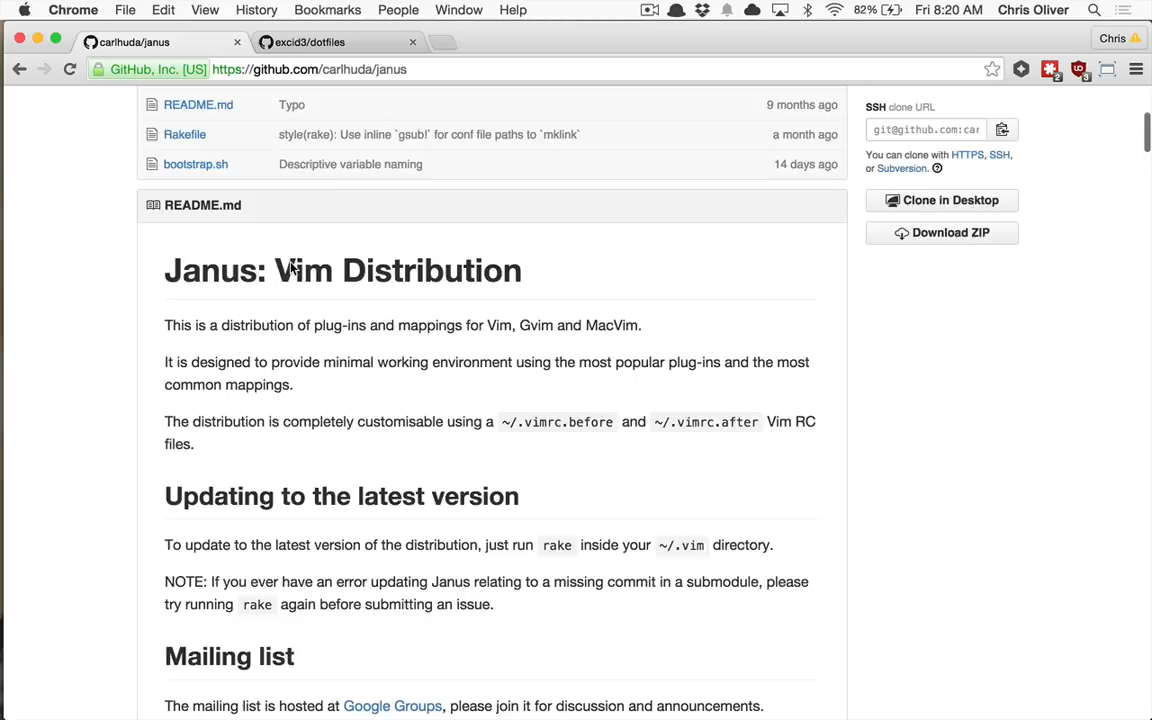 Chrome File Edit View History Bookmarks People Window Help 82% Fri 8:20 AM Chris Oliver
carlhuda/janus excid3/dotfiles Chris
GitHub, Inc. [US] https://github.com/carlhuda/janus 2 3
README.md Typo 9 months ago
Rakefile style(rake): Use inline `gsub!` for conf file paths to `mklink` a month ago
bootstrap.sh Descriptive variable naming 14 days ago
SSH clone URL
git@github.com:car
You can clone with HTTPS, SSH,
or Subversion.
Clone in Desktop
Download ZIP
README.md
Janus: Vim Distribution
This is a distribution of plug-ins and mappings for Vim, Gvim and MacVim.
It is designed to provide minimal working environment using the most popular plug-ins and the most
common mappings.
The distribution is completely customisable using a ~/.vimrc.before and ~/.vimrc.after Vim RC
files.
Updating to the latest version
To update to the latest version of the distribution, just run rake inside your ~/.vim directory.
NOTE: If you ever have an error updating Janus relating to a missing commit in a submodule, please
try running rake again before submitting an issue.
Mailing list
The mailing list is hosted at Google Groups, please join it for discussion and announcements.